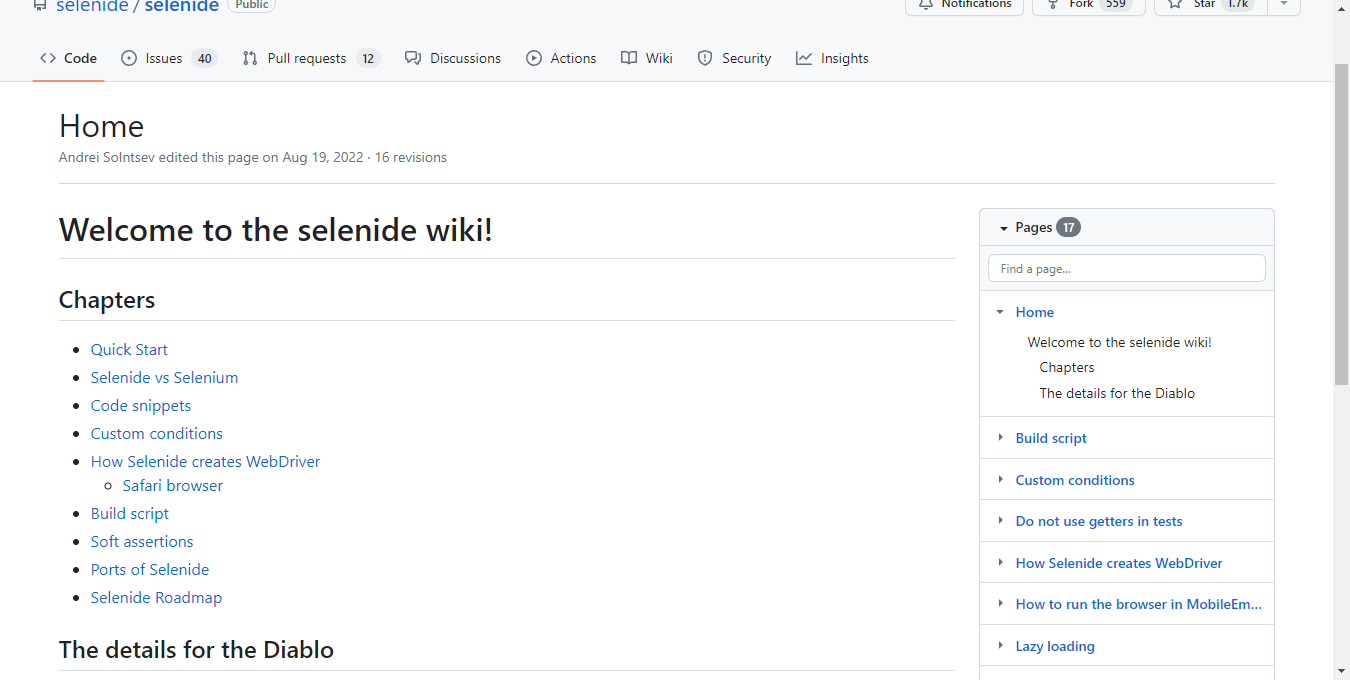 selenide / selenide Public
Notifications Fork 559 Star 1.7k
Code Issues 40 Pull requests 12 Discussions Actions Wiki Security Insights
Home
Andrei Solntsev edited this page on Aug 19, 2022 · 16 revisions
Welcome to the selenide wiki!
Chapters
Quick Start
Selenide vs Selenium
Code snippets
Custom conditions
How Selenide creates WebDriver
Safari browser
Build script
Soft assertions
Ports of Selenide
Selenide Roadmap
The details for the Diablo
Pages 17
Find a page...
Home
Welcome to the selenide wiki!
Chapters
The details for the Diablo
Build script
Custom conditions
Do not use getters in tests
How Selenide creates WebDriver
How to run the browser in MobileEm...
Lazy loading